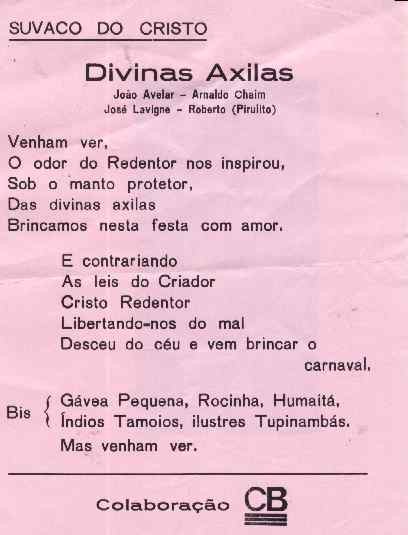 SUVACO DO CRISTO
Divinas Axilas
João Avelar - Arnaldo Chaim
José Lavigne - Roberto (Pirulito)
Venham ver,
O odor do Redentor nos inspirou,
Sob o manto protetor,
Das divinas axilas
Brincamos nesta festa com amor.
E contrariando
As leis do Criador
Cristo Redentor
Libertando-nos do mal
Desceu do céu e vem brincar o
carnaval.
Bis { Gávea Pequena, Rocinha, Humaitá,
Índios Tamoios, ilustres Tupinambás.
Mas venham ver.
Colaboração CB